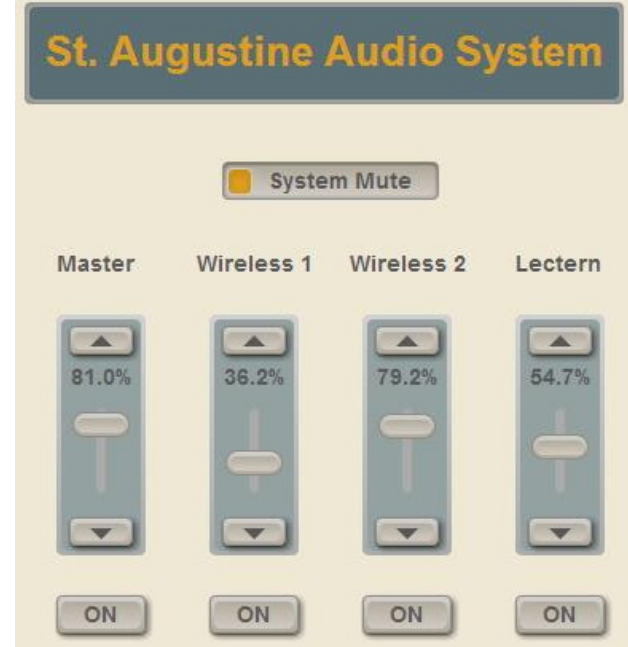 St. Augustine Audio System
System Mute
Master Wireless 1 Wireless 2 Lectern
81.0% 36.2% 79.2% 54.7%
ON ON ON ON